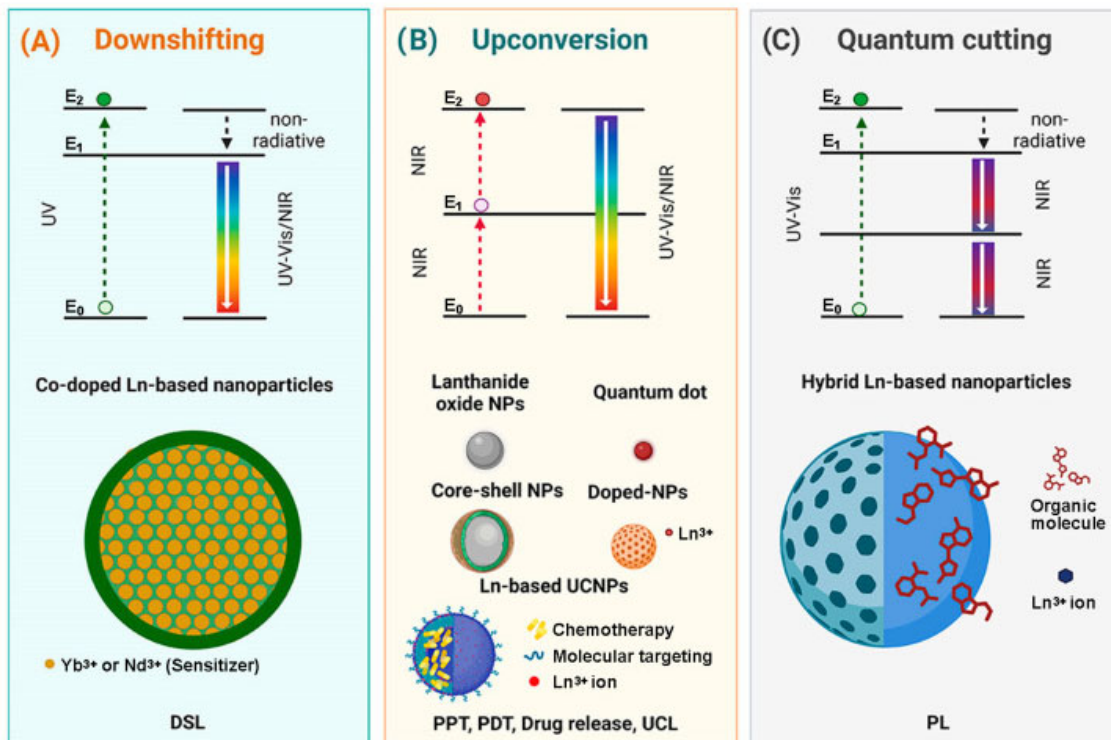 (A) Downshifting
E₂
non-
radiative
E₁
UV
UV-Vis/NIR
E₀
Co-doped Ln-based nanoparticles
Yb³⁺ or Nd³⁺ (Sensitizer)
DSL
(B) Upconversion
E₂
NIR
E₁
UV-Vis/NIR
NIR
E₀
Lanthanide
oxide NPs
Quantum dot
Core-shell NPs
Doped-NPs
Ln³⁺
Ln-based UCNPs
Chemotherapy
Molecular targeting
Ln³⁺ ion
PPT, PDT, Drug release, UCL
(C) Quantum cutting
E₂
non-
radiative
E₁
NIR
UV-Vis
NIR
E₀
Hybrid Ln-based nanoparticles
Organic
molecule
Ln³⁺ ion
PL